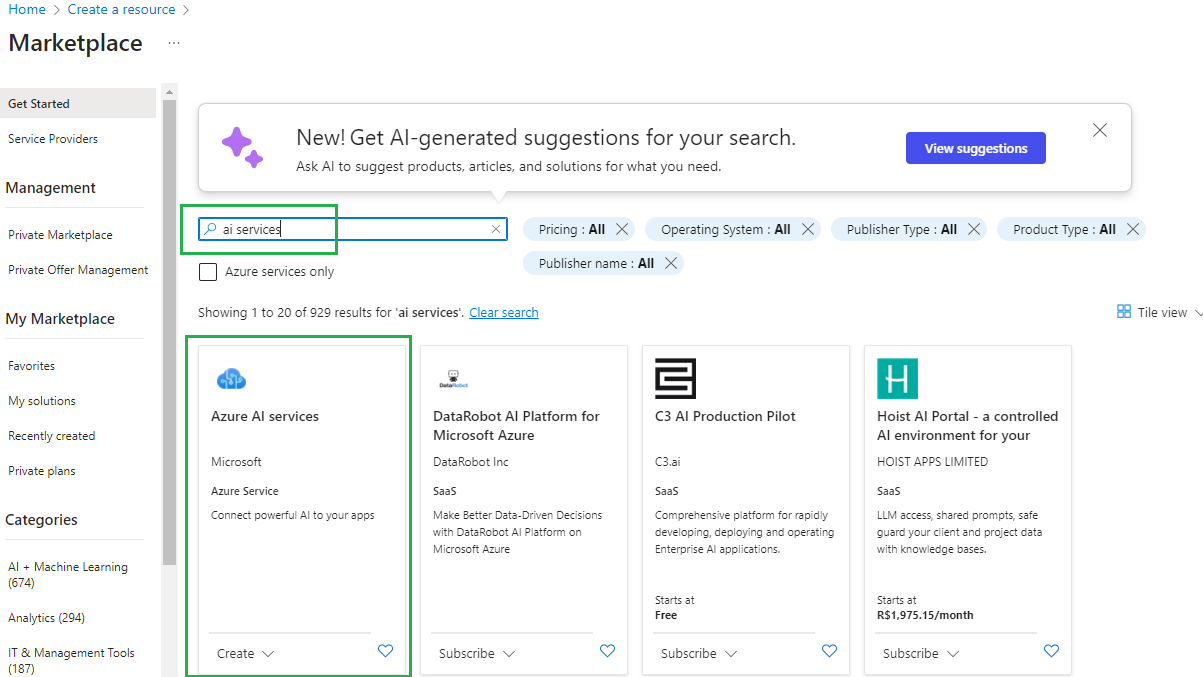 Home > Create a resource >
Marketplace ...
Get Started
Service Providers
Management
Private Marketplace
Private Offer Management
My Marketplace
Favorites
My solutions
Recently created
Private plans
Categories
AI + Machine Learning
(674)
Analytics (294)
IT & Management Tools
(187)
New! Get AI-generated suggestions for your search.
Ask AI to suggest products, articles, and solutions for what you need.
View suggestions
ai services
Pricing : All
Operating System : All
Publisher Type : All
Product Type : All
Publisher name : All
Azure services only
Showing 1 to 20 of 929 results for 'ai services'. Clear search
Tile view
Azure AI services
Microsoft
Azure Service
Connect powerful AI to your apps
Create
DataRobot
DataRobot AI Platform for
Microsoft Azure
DataRobot Inc
SaaS
Make Better Data-Driven Decisions
with DataRobot AI Platform on
Microsoft Azure
Subscribe
C3 AI Production Pilot
C3.ai
SaaS
Comprehensive platform for rapidly
developing, deploying and operating
Enterprise AI applications.
Starts at
Free
Subscribe
H
Hoist AI Portal - a controlled
AI environment for your
HOIST APPS LIMITED
SaaS
LLM access, shared prompts, safe
guard your client and project data
with knowledge bases.
Starts at
R$1,975.15/month
Subscribe